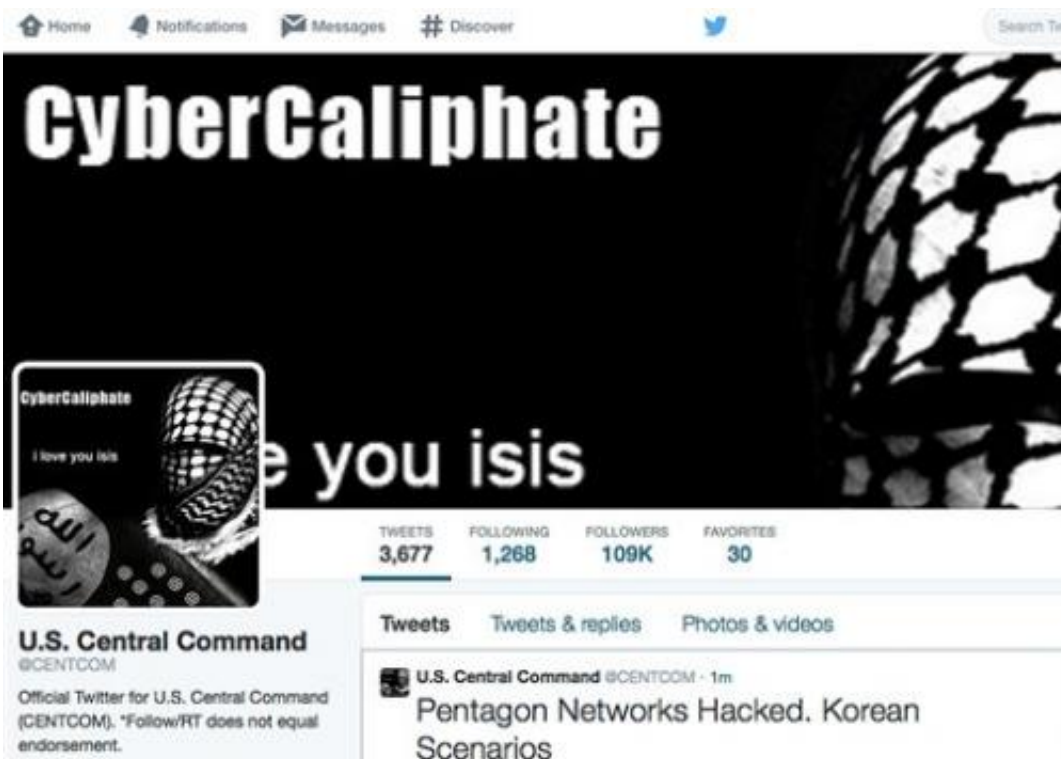 Home Notifications Messages # Discover Search
CyberCaliphate
you isis
CyberCaliphate
i love you isis
الله
رسول
TWEETS FOLLOWING FOLLOWERS FAVORITES
3,677 1,268 109K 30
Tweets Tweets & replies Photos & videos
U.S. Central Command
@CENTCOM
Official Twitter for U.S. Central Command
(CENTCOM). *Follow/RT does not equal
endorsement.
U.S. Central Command @CENTCOM · 1m
Pentagon Networks Hacked. Korean
Scenarios